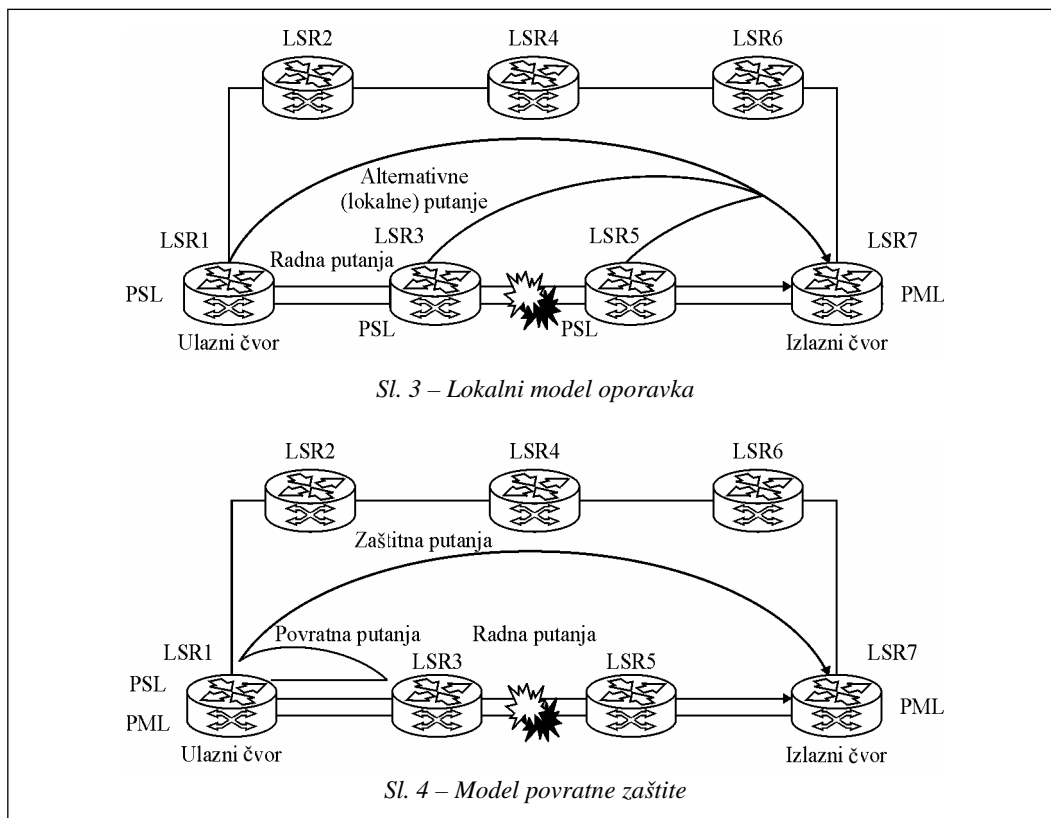 LSR2 LSR4 LSR6
Alternativne
(lokalne) putanje
LSR1 LSR3 LSR5 LSR7
Radna putanja
PSL PML
PSL PSL
Ulazni čvor Izlazni čvor
Sl. 3 – Lokalni model oporavka
LSR2 LSR4 LSR6
Zaštitna putanja
Povratna putanja Radna putanja
LSR1 LSR3 LSR5 LSR7
PSL
PML PML
Ulazni čvor Izlazni čvor
Sl. 4 – Model povratne zaštite